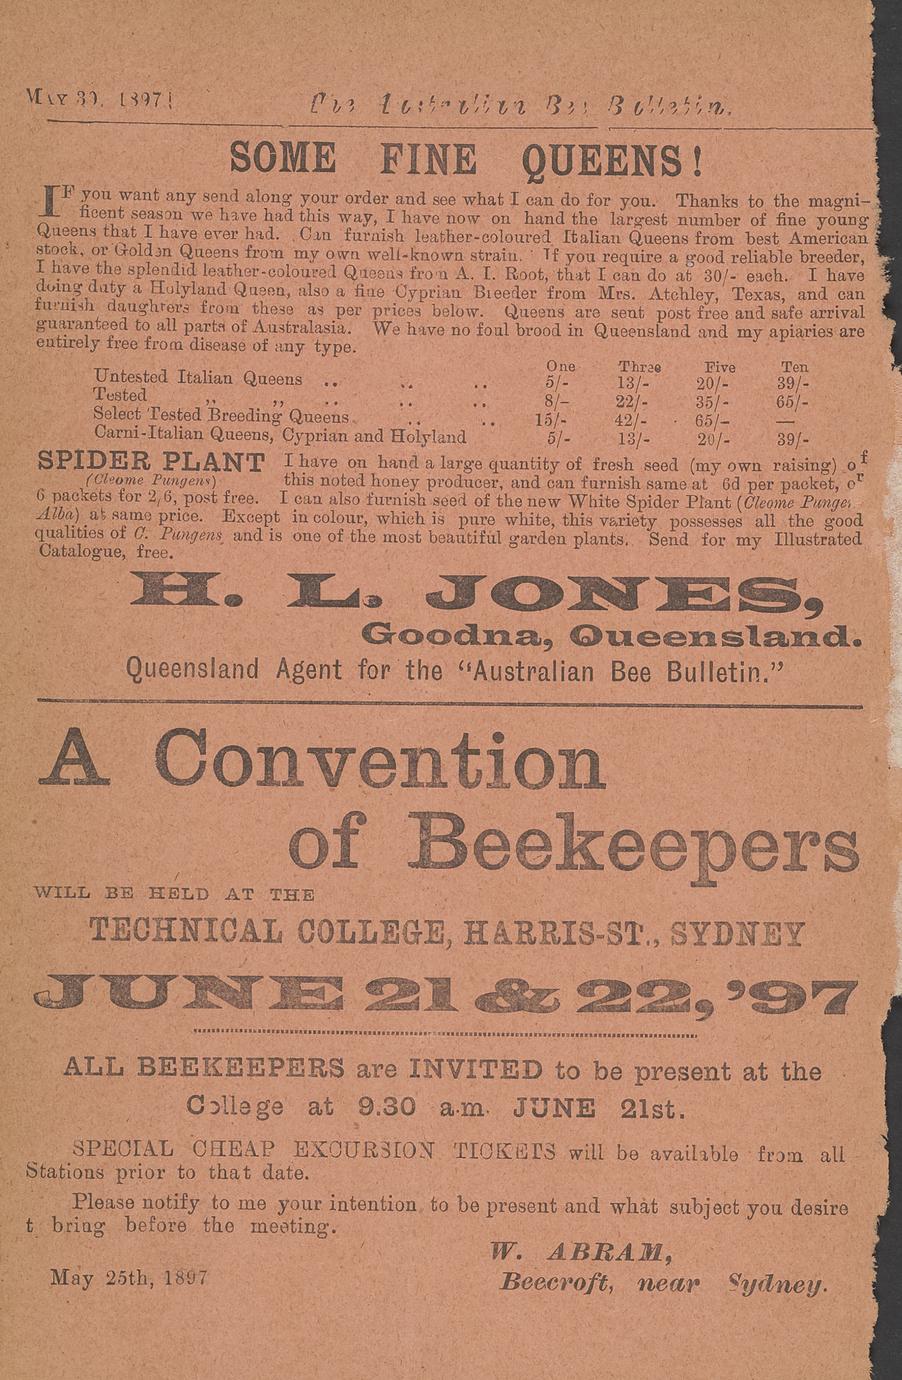 May 30, 1897]
The Australian Bee Bulletin.
SOME FINE QUEENS!
IF you want any send along your order and see what I can do for you. Thanks to the magni-
ficent season we have had this way, I have now on hand the largest number of fine young
Queens that I have ever had. Can furnish leather-coloured Italian Queens from best American
stock, or Golden Queens from my own well-known strain. If you require a good reliable breeder,
I have the splendid leather-coloured Queens from A. I. Root, that I can do at 30/- each. I have
doing duty a Holyland Queen, also a fine Cyprian Breeder from Mrs. Atchley, Texas, and can
furnish daughters from these as per prices below. Queens are sent post free and safe arrival
guaranteed to all parts of Australasia. We have no foul brood in Queensland and my apiaries are
entirely free from disease of any type.
One Three Five Ten
Untested Italian Queens .. .. .. 5/- 13/- 20/- 39/-
Tested ,, ,, .. .. .. 8/- 22/- 35/- 65/-
Select Tested Breeding Queens .. .. 15/- 42/- 65/- —
Carni-Italian Queens, Cyprian and Holyland 5/- 13/- 20/- 39/-
SPIDER PLANT I have on hand a large quantity of fresh seed (my own raising) of
(Cleome Pungens) this noted honey producer, and can furnish same at 6d per packet, or
6 packets for 2/6, post free. I can also furnish seed of the new White Spider Plant (Cleome Punge
Alba) at same price. Except in colour, which is pure white, this variety possesses all the good
qualities of C. Pungens, and is one of the most beautiful garden plants. Send for my Illustrated
Catalogue, free.
H. L. JONES,
Goodna, Queensland.
Queensland Agent for the “Australian Bee Bulletin.”
A Convention
of Beekeepers
WILL BE HELD AT THE
TECHNICAL COLLEGE, HARRIS-ST., SYDNEY
JUNE 21 & 22, ’97
ALL BEEKEEPERS are INVITED to be present at the
College at 9.30 a.m. JUNE 21st.
SPECIAL CHEAP EXCURSION TICKETS will be available from all
Stations prior to that date.
Please notify to me your intention to be present and what subject you desire
t bring before the meeting.
W. ABRAM,
May 25th, 1897
Beecroft, near Sydney.